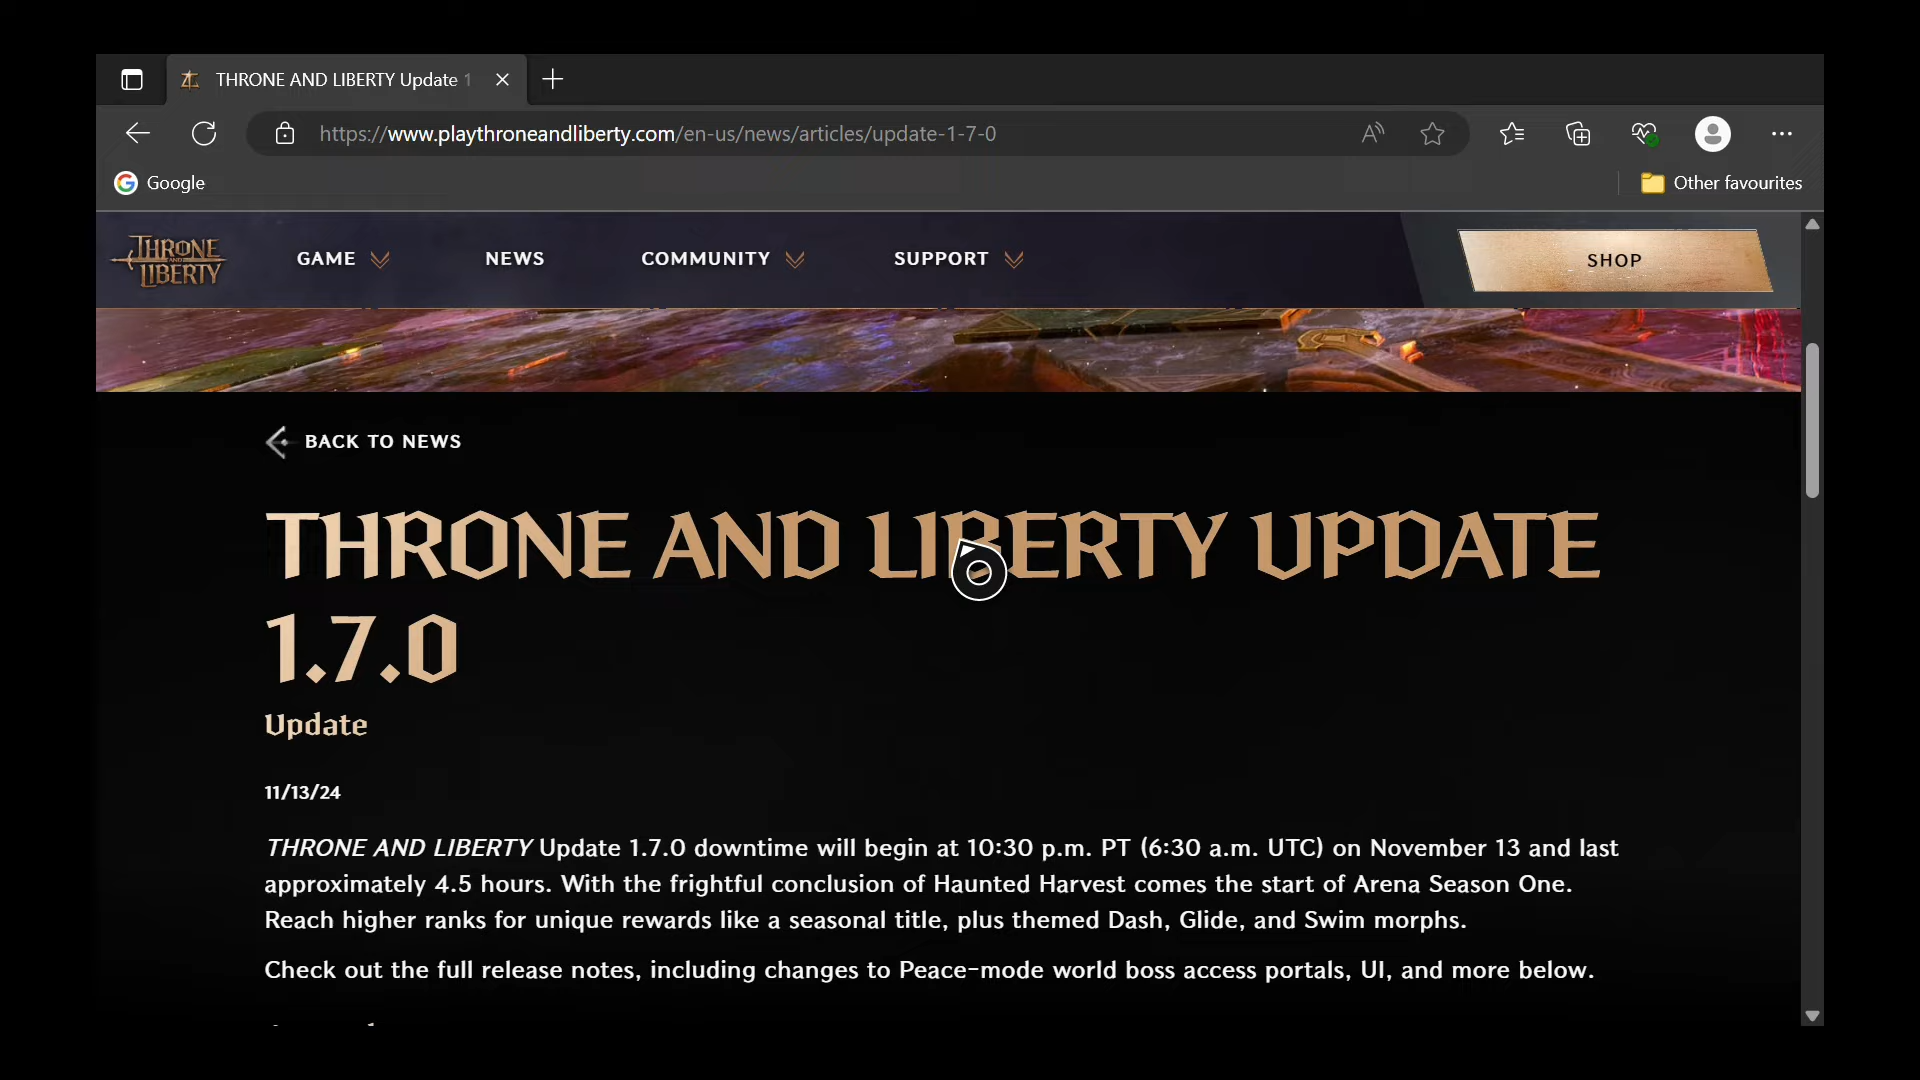 THRONE AND LIBERTY Update 1
https://www.playthroneandliberty.com/en-us/news/articles/update-1-7-0
Google
Other favourites
THRONE
AND
LIBERTY
GAME
NEWS
COMMUNITY
SUPPORT
SHOP
BACK TO NEWS
THRONE AND LIBERTY UPDATE
1.7.0
Update
11/13/24
THRONE AND LIBERTY Update 1.7.0 downtime will begin at 10:30 p.m. PT (6:30 a.m. UTC) on November 13 and last
approximately 4.5 hours. With the frightful conclusion of Haunted Harvest comes the start of Arena Season One.
Reach higher ranks for unique rewards like a seasonal title, plus themed Dash, Glide, and Swim morphs.
Check out the full release notes, including changes to Peace-mode world boss access portals, UI, and more below.